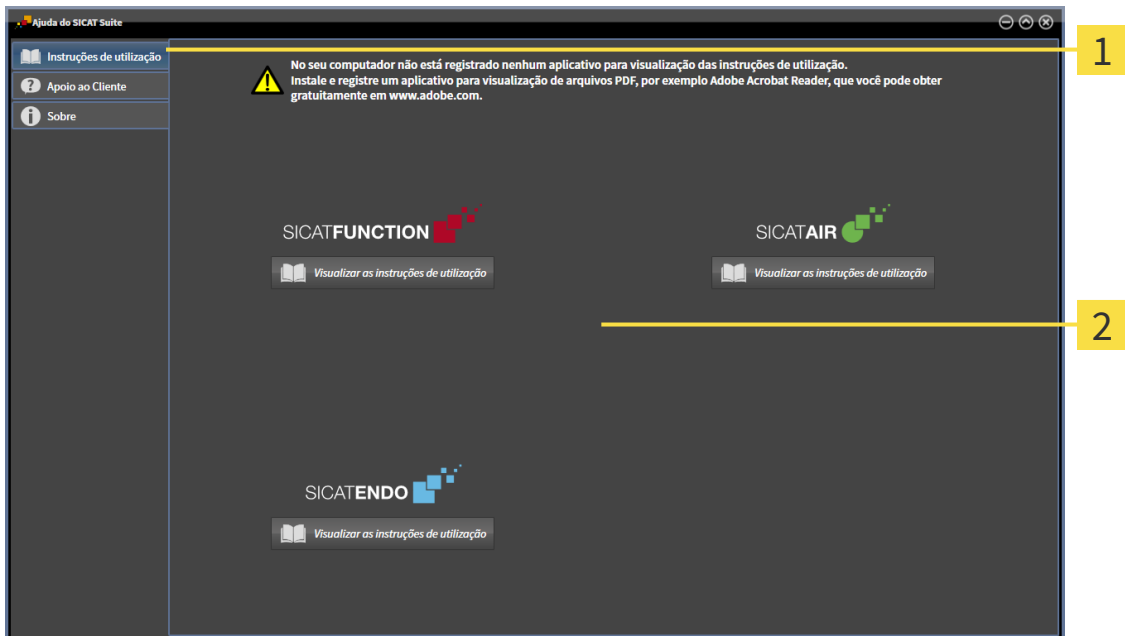 Ajuda do SICAT Suite
Instruções de utilização
Apoio ao Cliente
Sobre
No seu computador não está registrado nenhum aplicativo para visualização das instruções de utilização.
Instale e registre um aplicativo para visualização de arquivos PDF, por exemplo Adobe Acrobat Reader, que você pode obter
gratuitamente em www.adobe.com.
1
SICATFUNCTION
SICATAIR
Visualizar as instruções de utilização
Visualizar as instruções de utilização
2
SICATENDO
Visualizar as instruções de utilização